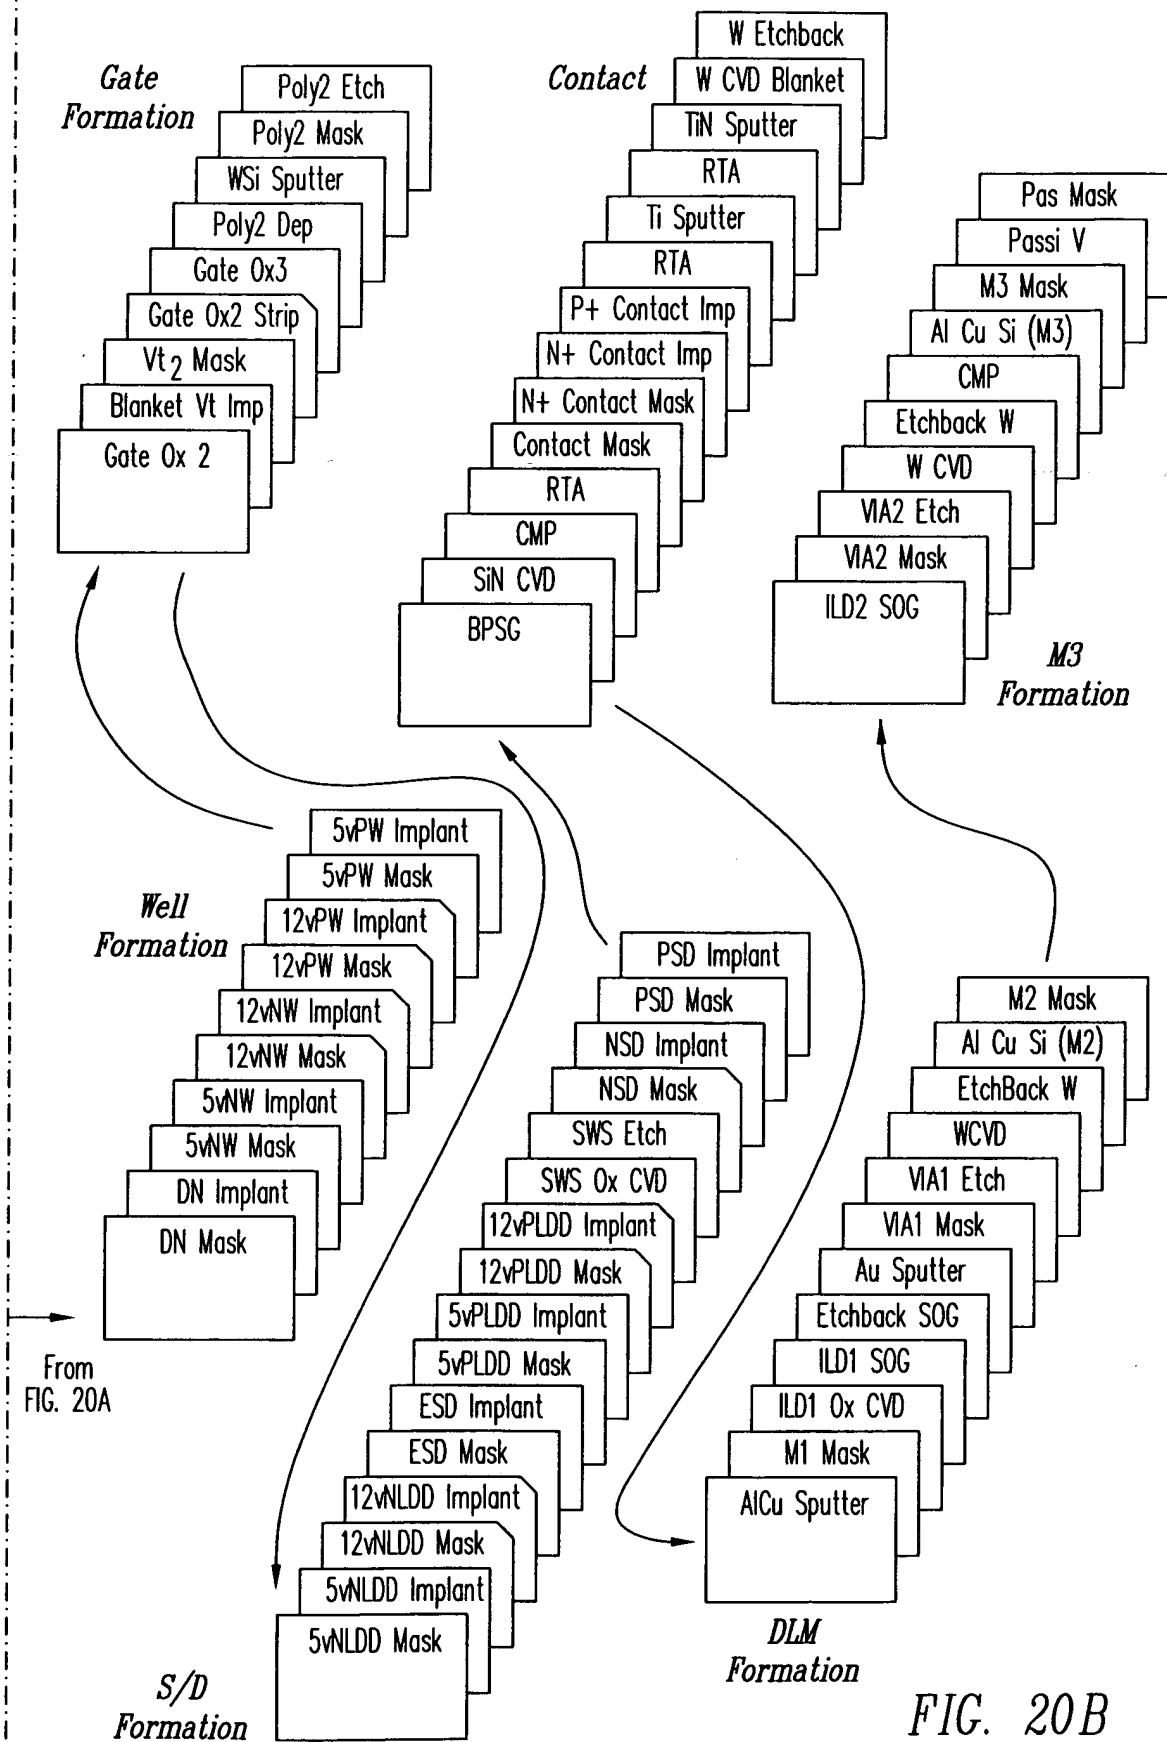 Gate
Formation
Poly2 Etch
Poly2 Mask
WSi Sputter
Poly2 Dep
Gate Ox3
Gate Ox2 Strip
Vt2 Mask
Blanket Vt Imp
Gate Ox 2
Contact
W Etchback
W CVD Blanket
TiN Sputter
RTA
Ti Sputter
RTA
P+ Contact Imp
N+ Contact Imp
N+ Contact Mask
Contact Mask
RTA
CMP
SiN CVD
BPSG
Pas Mask
Passi V
M3 Mask
Al Cu Si (M3)
CMP
Etchback W
W CVD
VIA2 Etch
VIA2 Mask
ILD2 SOG
M3
Formation
Well
Formation
5vPW Implant
5vPW Mask
12vPW Implant
12vPW Mask
12vNW Implant
12vNW Mask
5vNW Implant
5vNW Mask
DN Implant
DN Mask
From
FIG. 20A
PSD Implant
PSD Mask
NSD Implant
NSD Mask
SWS Etch
SWS Ox CVD
12vPLDD Implant
12vPLDD Mask
5vPLDD Implant
5vPLDD Mask
ESD Implant
ESD Mask
12vNLDD Implant
12vNLDD Mask
5vNLDD Implant
5vNLDD Mask
S/D
Formation
M2 Mask
Al Cu Si (M2)
EtchBack W
WCVD
VIA1 Etch
VIA1 Mask
Au Sputter
Etchback SOG
ILD1 SOG
ILD1 Ox CVD
M1 Mask
AlCu Sputter
DLM
Formation
FIG. 20B